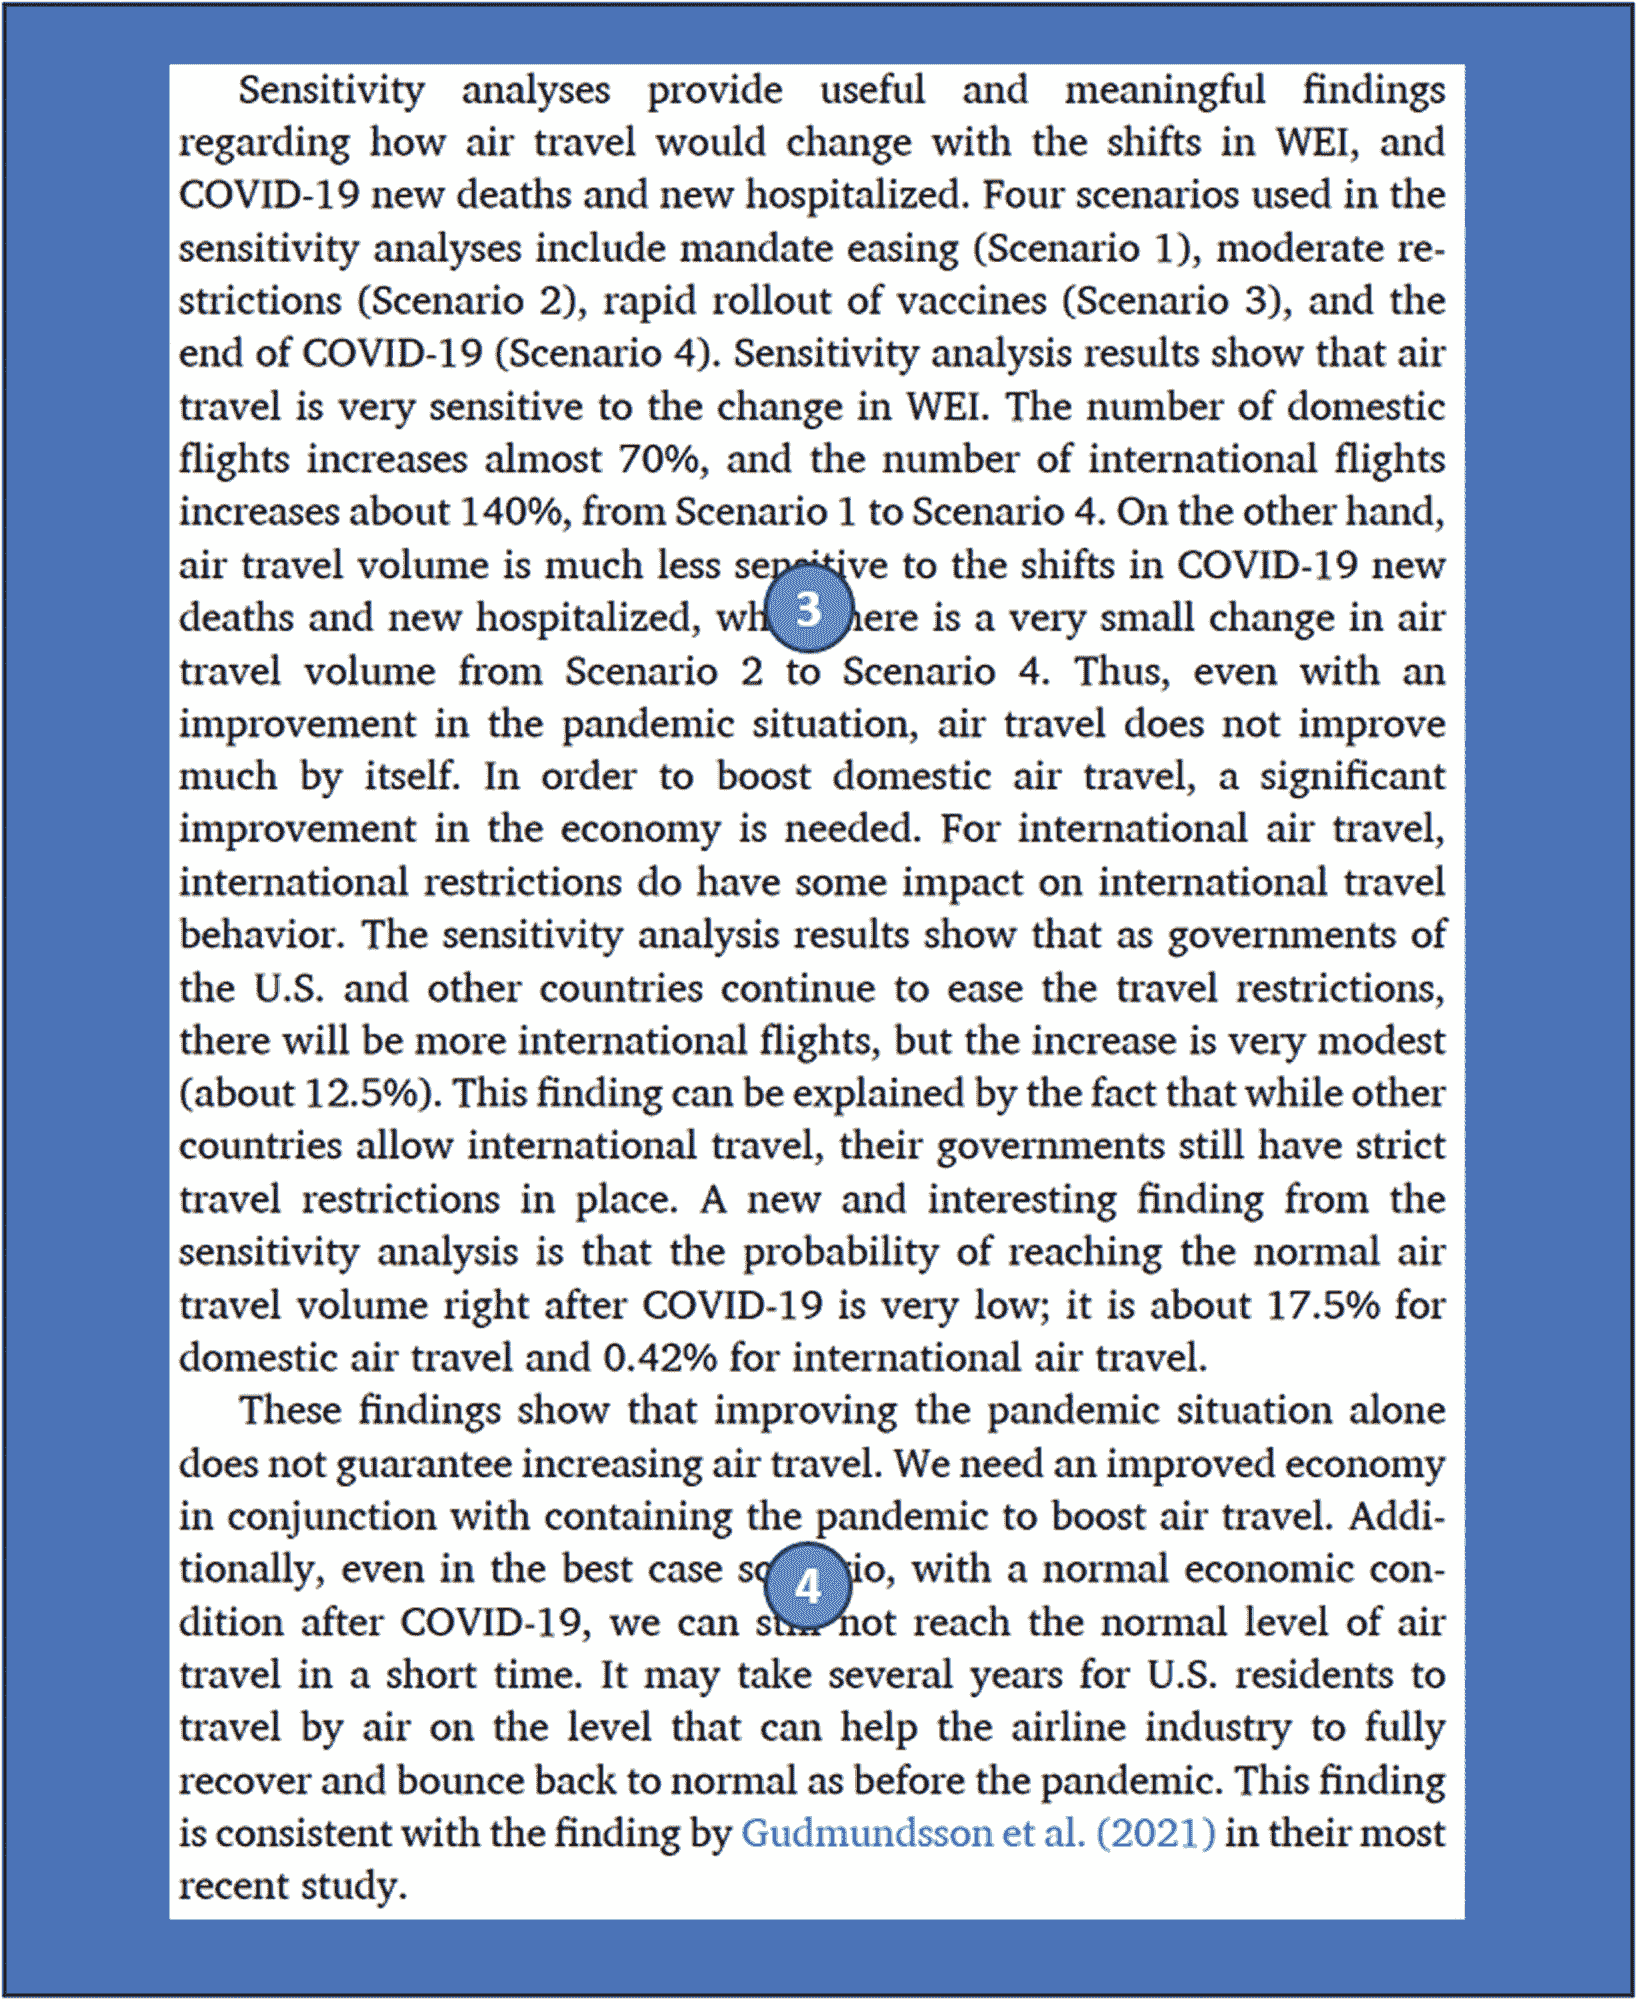 Sensitivity analyses provide useful and meaningful findings
regarding how air travel would change with the shifts in WEI, and
COVID-19 new deaths and new hospitalized. Four scenarios used in the
sensitivity analyses include mandate easing (Scenario 1), moderate re-
strictions (Scenario 2), rapid rollout of vaccines (Scenario 3), and the
end of COVID-19 (Scenario 4). Sensitivity analysis results show that air
travel is very sensitive to the change in WEI. The number of domestic
flights increases almost 70%, and the number of international flights
increases about 140%, from Scenario 1 to Scenario 4. On the other hand,
air travel volume is much less sensitive to the shifts in COVID-19 new
deaths and new hospitalized, is a very small change in air
3
travel volume from Scenario 2 to Scenario 4. Thus, even with an
improvement in the pandemic situation, air travel does not improve
much by itself. In order to boost domestic air travel, a significant
improvement in the economy is needed. For international air travel,
international restrictions do have some impact on international travel
behavior. The sensitivity analysis results show that as governments of
the U.S. and other countries continue to ease the travel restrictions,
there will be more international flights, but the increase is very modest
(about 12.5%). This finding can be explained by the fact that while other
countries allow international travel, their governments still have strict
travel restrictions in place. A new and interesting finding from the
sensitivity analysis is that the probability of reaching the normal air
travel volume right after COVID-19 is very low; it is about 17.5% for
domestic air travel and 0.42% for international air travel.
These findings show that improving the pandemic situation alone
does not guarantee increasing air travel. We need an improved economy
in conjunction with containing the pandemic to boost air travel. Addi-
tionally, even in the best case with a normal economic con-
4
dition after COVID-19, we can still not reach the normal level of air
travel in a short time. It may take several years for U.S. residents to
travel by air on the level that can help the airline industry to fully
recover and bounce back to normal as before the pandemic. This finding
is consistent with the finding by Gudmundsson et al. (2021) in their most
recent study.